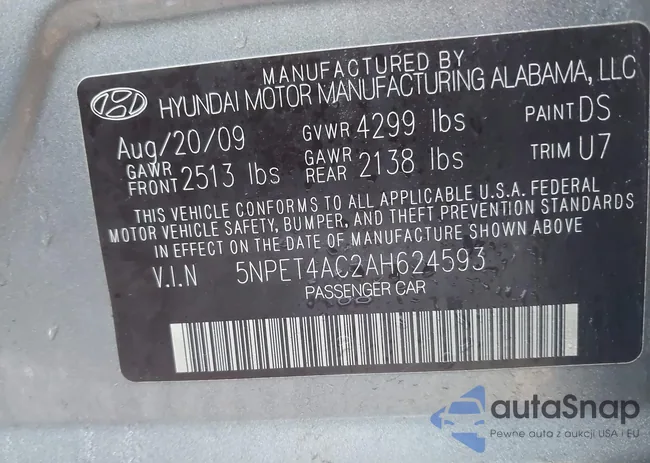 MANUFACTURED BY
HYUNDAI MOTOR MANUFACTURING ALABAMA, LLC
Aug/20/09 GVWR 4299 lbs PAINT DS
GAWR FRONT 2513 lbs GAWR REAR 2138 lbs TRIM U7
THIS VEHICLE CONFORMS TO ALL APPLICABLE U.S.A. FEDERAL
MOTOR VEHICLE SAFETY, BUMPER, AND THEFT PREVENTION STANDARDS
IN EFFECT ON THE DATE OF MANUFACTURE SHOWN ABOVE.
V.I.N 5NPET4AC2AH624593
PASSENGER CAR
autaSnap
Pewne auta z aukcji USA i EU